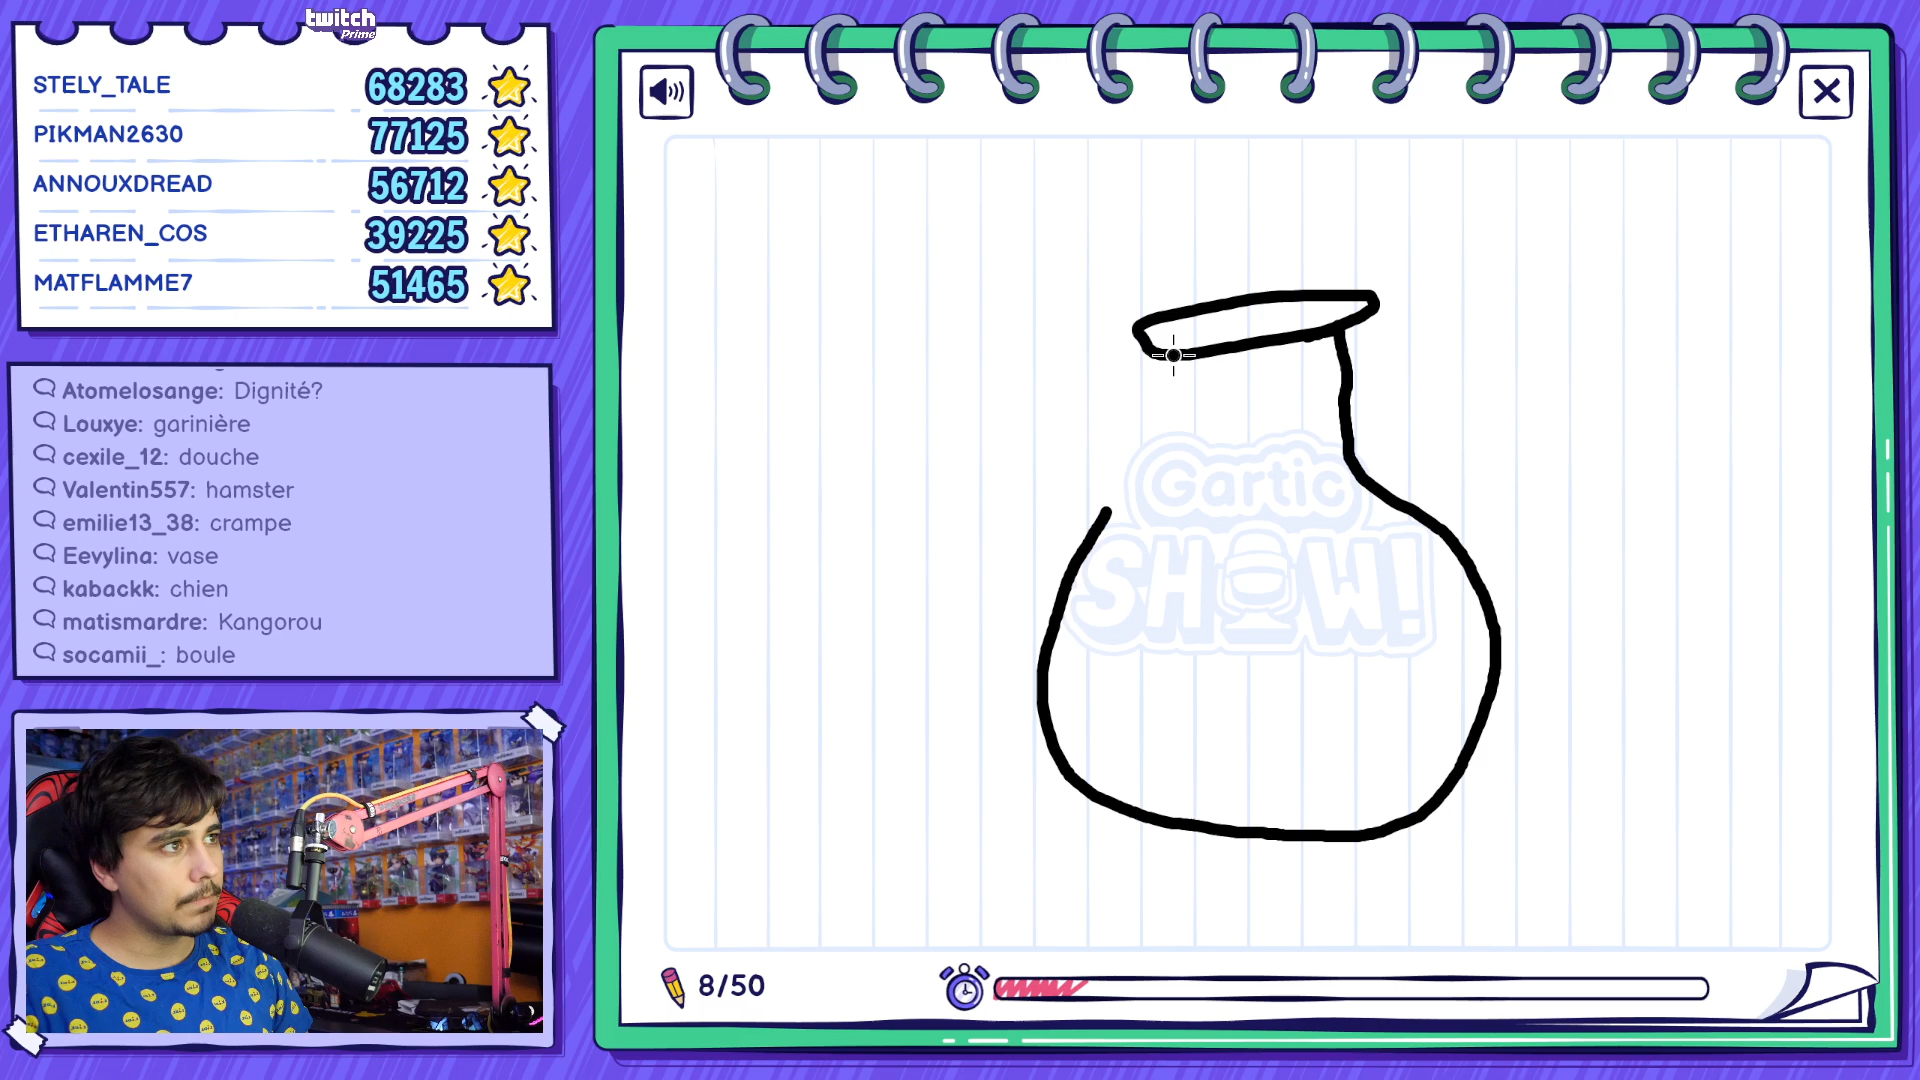 twitch
Prime
STELY_TALE 68283
PIKMAN2630 77125
ANNOUXDREAD 56712
ETHAREN_COS 39225
MATFLAMME7 51465
Atomelosange: Dignité?
Louxye: garinière
cexile_12: douche
Valentin557: hamster
emilie13_38: crampe
Eevylina: vase
kabackk: chien
matismardre: Kangorou
socamii_: boule
Gartic
SHOW!
8/50